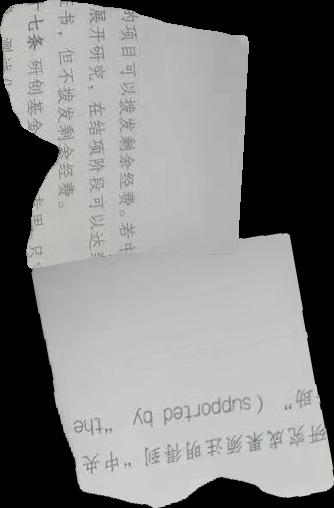 的项目可以拨发剩余经费。若中
展开研究，在结项阶段可以达
书，但不拨发剩余经费。
七条 研创基金
研究成果须注明得到“中央
助”（supported by “the